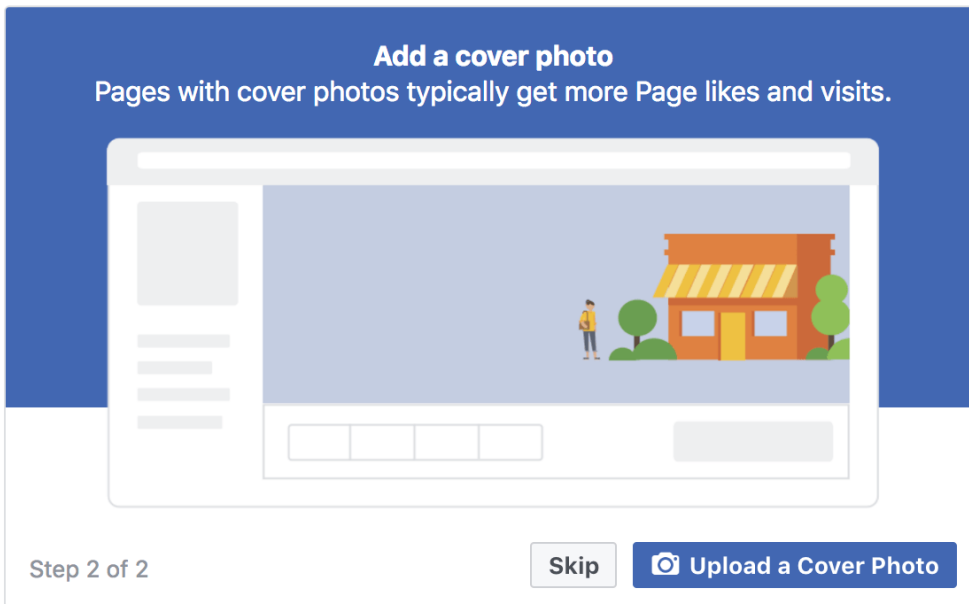 Add a cover photo
Pages with cover photos typically get more Page likes and visits.
Step 2 of 2
Skip
Upload a Cover Photo